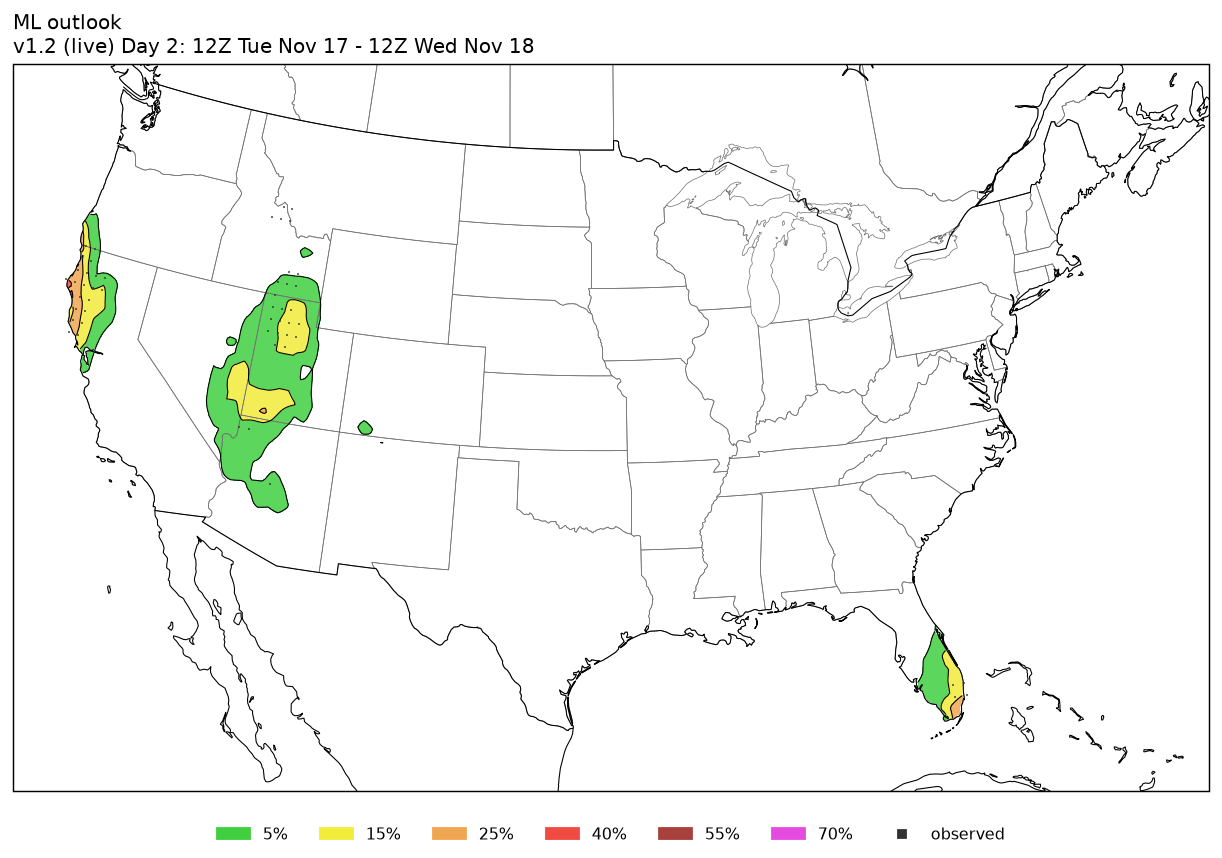 ML outlook
v1.2 (live) Day 2: 12Z Tue Nov 17 - 12Z Wed Nov 18
5% 15% 25% 40% 55% 70% observed